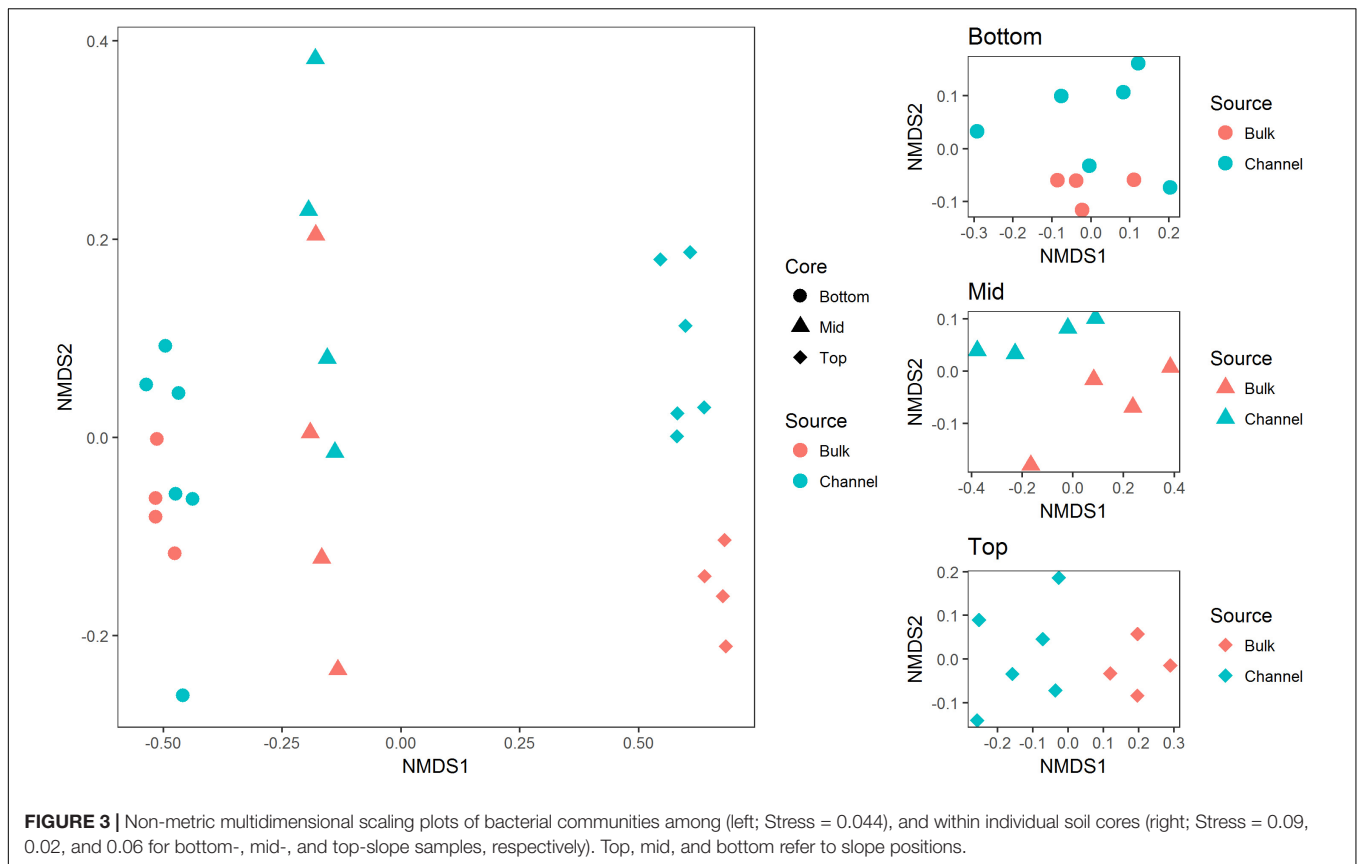 0.4
0.2
0.0
-0.2
NMDS2
-0.50
-0.25
0.00
0.25
0.50
NMDS1
Core
Bottom
Mid
Top
Source
Bulk
Channel
Bottom
0.1
0.0
-0.1
NMDS2
-0.3
-0.1
0.0
0.1
0.2
NMDS1
Source
Bulk
Channel
Mid
0.1
0.0
-0.1
NMDS2
-0.4
-0.2
0.0
0.2
0.4
NMDS1
Source
Bulk
Channel
Top
0.2
0.1
0.0
-0.1
NMDS2
-0.2
-0.1
0.0
0.1
0.2
0.3
NMDS1
Source
Bulk
Channel
FIGURE 3 | Non-metric multidimensional scaling plots of bacterial communities among (left; Stress = 0.044), and within individual soil cores (right; Stress = 0.09,
0.02, and 0.06 for bottom-, mid-, and top-slope samples, respectively). Top, mid, and bottom refer to slope positions.